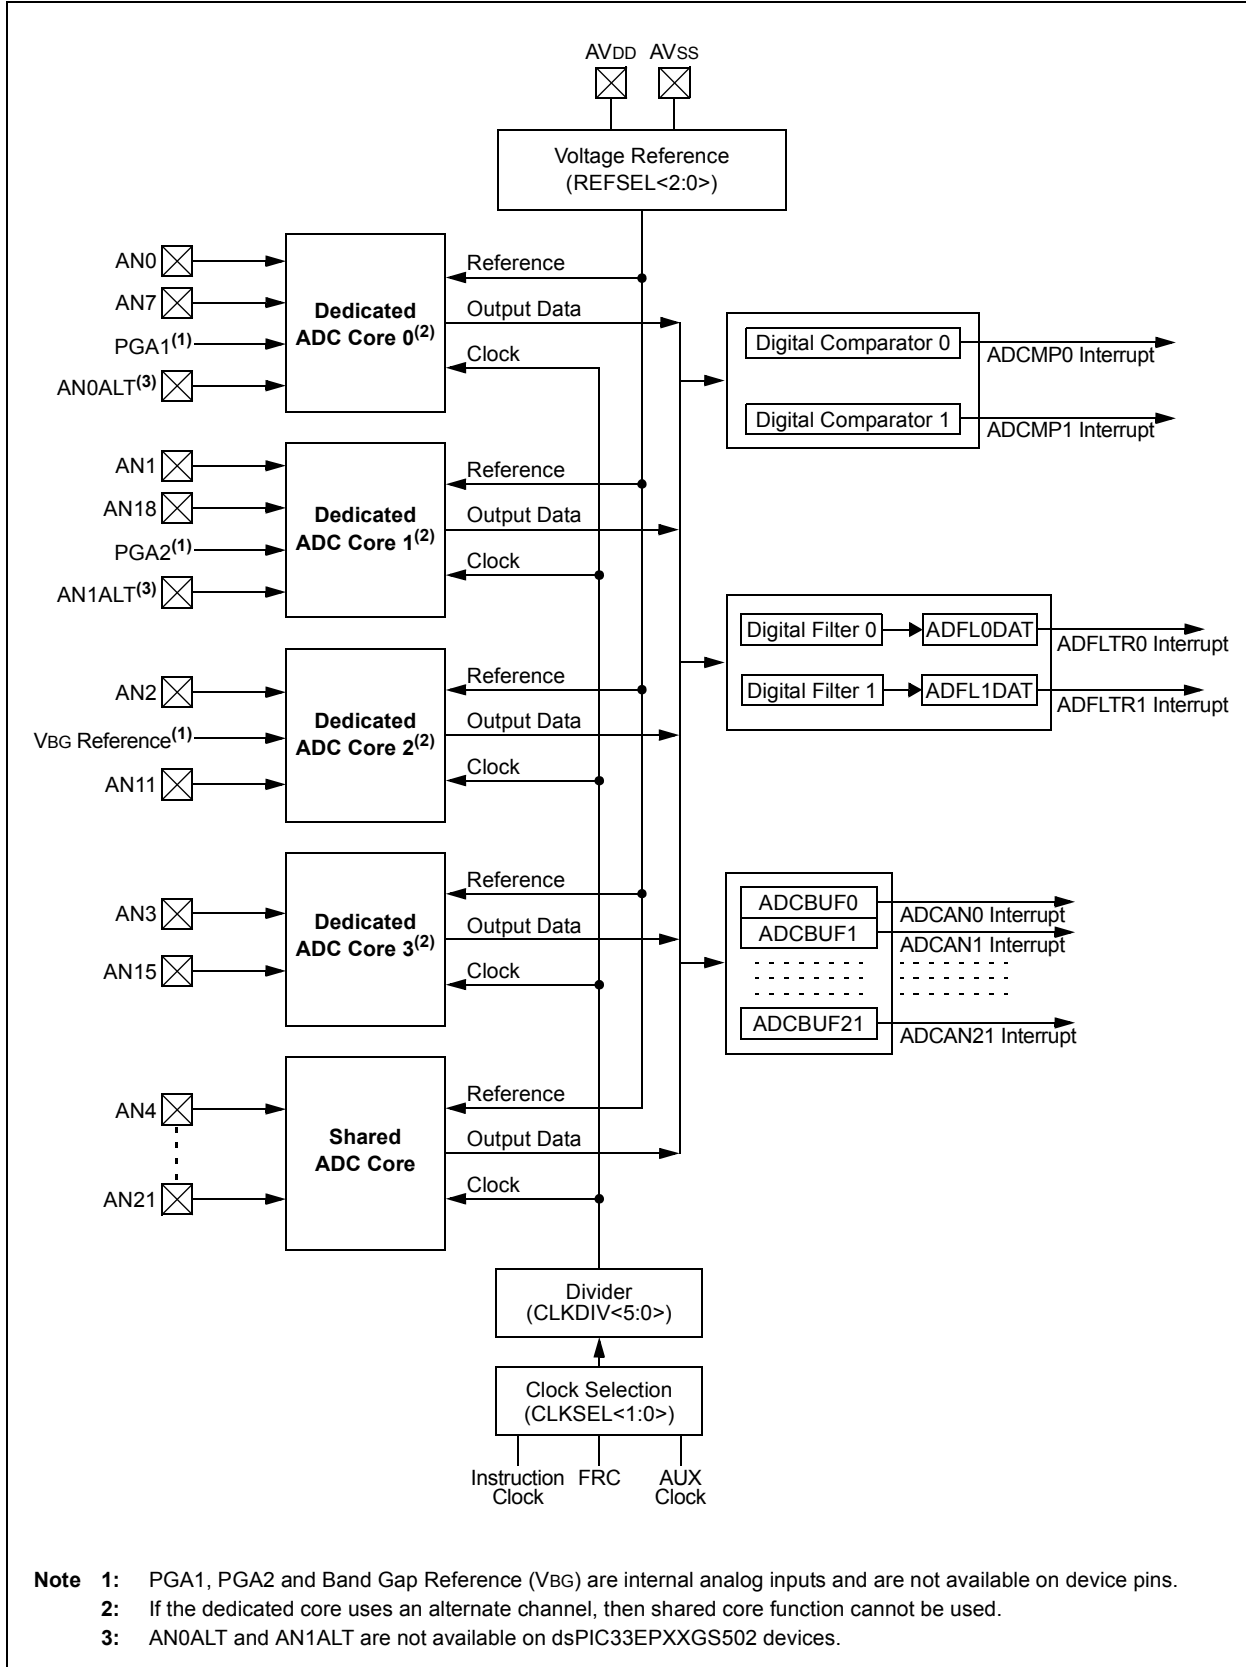 AVDD AVSS
Voltage Reference
(REFSEL<2:0>)
AN0
AN7
PGA1(1)
AN0ALT(3)
Dedicated
ADC Core 0(2)
Reference
Output Data
Clock
Digital Comparator 0
ADCMP0 Interrupt
Digital Comparator 1
ADCMP1 Interrupt
AN1
AN18
PGA2(1)
AN1ALT(3)
Dedicated
ADC Core 1(2)
Reference
Output Data
Clock
Digital Filter 0
ADFL0DAT
ADFLTR0 Interrupt
Digital Filter 1
ADFL1DAT
ADFLTR1 Interrupt
AN2
VBG Reference(1)
AN11
Dedicated
ADC Core 2(2)
Reference
Output Data
Clock
AN3
AN15
Dedicated
ADC Core 3(2)
Reference
Output Data
Clock
ADCBUF0
ADCAN0 Interrupt
ADCBUF1
ADCAN1 Interrupt
ADCBUF21
ADCAN21 Interrupt
AN4
AN21
Shared
ADC Core
Reference
Output Data
Clock
Divider
(CLKDIV<5:0>)
Clock Selection
(CLKSEL<1:0>)
Instruction
Clock
FRC
AUX
Clock
Note 1: PGA1, PGA2 and Band Gap Reference (VBG) are internal analog inputs and are not available on device pins.
2: If the dedicated core uses an alternate channel, then shared core function cannot be used.
3: AN0ALT and AN1ALT are not available on dsPIC33EPXXGS502 devices.